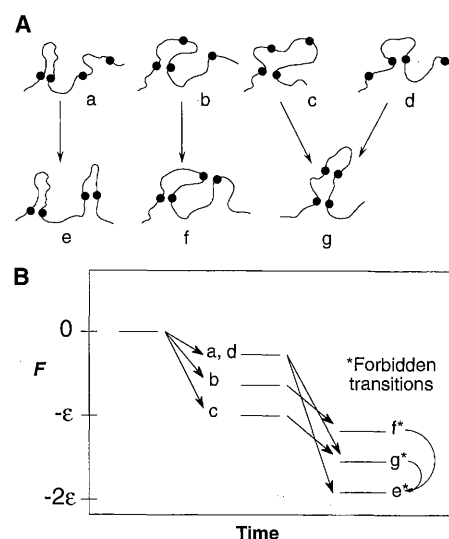 A
a
b
c
d
e
f
g
B
0
F
-ε
-2ε
a, d
b
c
*Forbidden
transitions
f*
g*
e*
Time